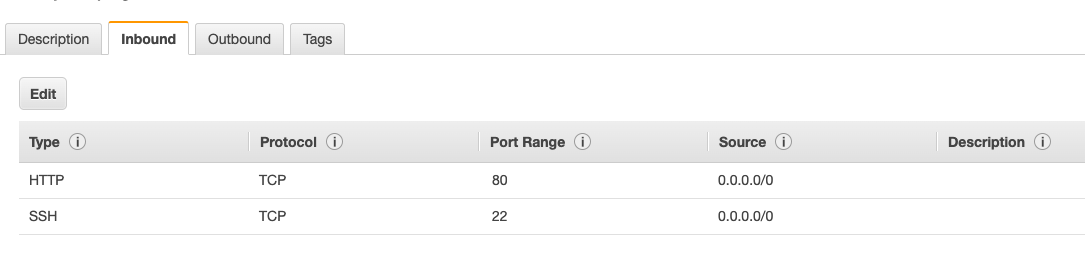 Description Inbound Outbound Tags
Edit
Type i Protocol i Port Range i Source i Description i
HTTP TCP 80 0.0.0.0/0
SSH TCP 22 0.0.0.0/0